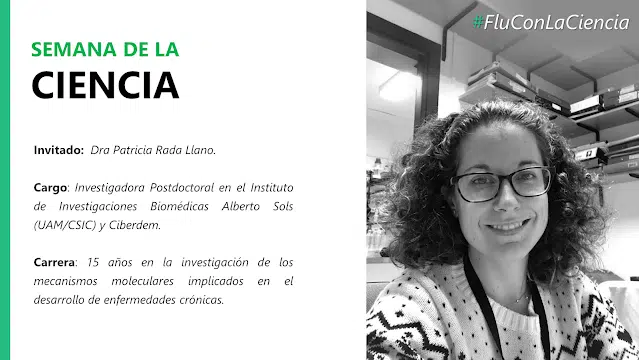 #FluConLaCiencia
SEMANA DE LA
CIENCIA
Invitado: Dra Patricia Rada Llano.
Cargo: Investigadora Postdoctoral en el Instituto
de Investigaciones Biomédicas Alberto Sols
(UAM/CSIC) y Ciberdem.
Carrera: 15 años en la investigación de los
mecanismos moleculares implicados en el
desarrollo de enfermedades crónicas.